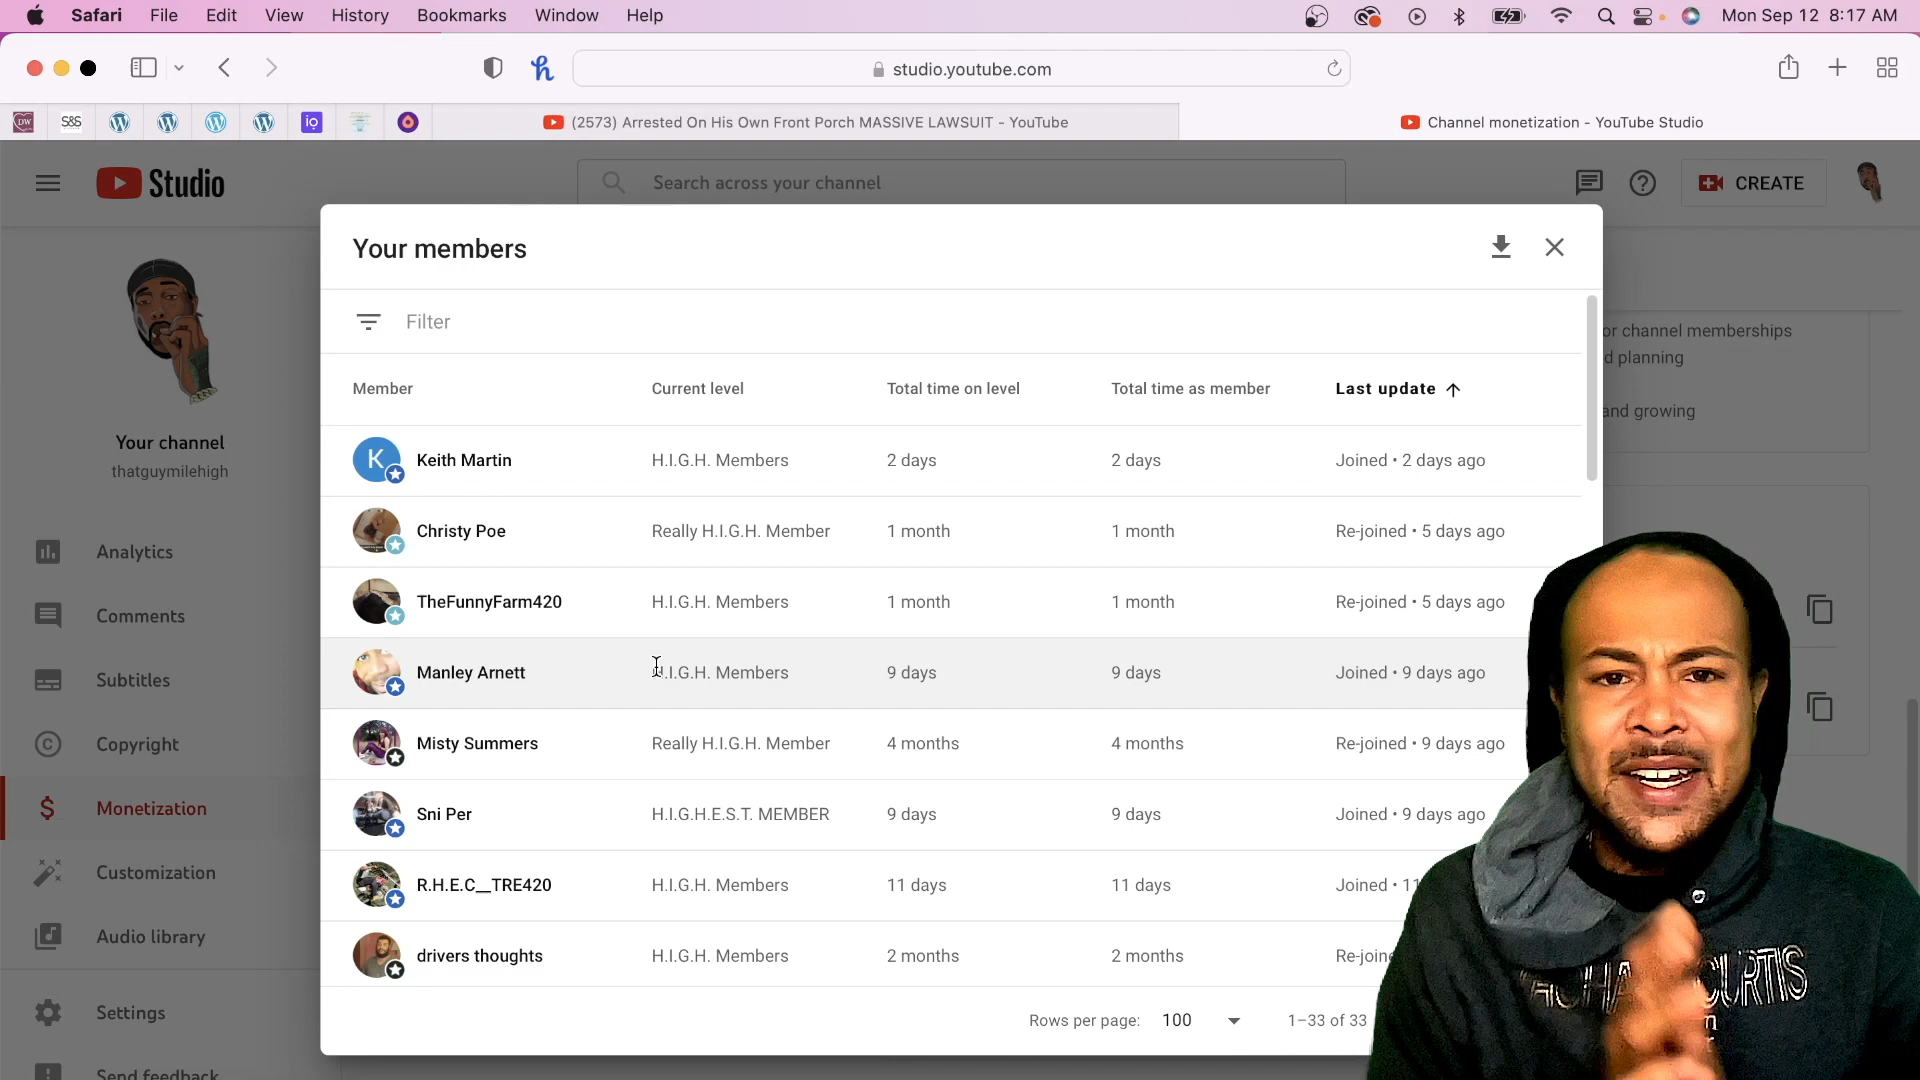 Safari File Edit View History Bookmarks Window Help Mon Sep 12 8:17 AM
studio.youtube.com
DW S&S iQ (2573) Arrested On His Own Front Porch MASSIVE LAWSUIT - YouTube Channel monetization - YouTube Studio
Studio Search across your channel CREATE
Your members
Filter
or channel memberships
d planning
and growing
Member Current level Total time on level Total time as member Last update
Your channel
thatguymilehigh
K Keith Martin H.I.G.H. Members 2 days 2 days Joined • 2 days ago
Christy Poe Really H.I.G.H. Member 1 month 1 month Re-joined • 5 days ago
Analytics
TheFunnyFarm420 H.I.G.H. Members 1 month 1 month Re-joined • 5 days ago
Comments
Manley Arnett H.I.G.H. Members 9 days 9 days Joined • 9 days ago
Subtitles
Misty Summers Really H.I.G.H. Member 4 months 4 months Re-joined • 9 days ago
Copyright
Sni Per H.I.G.H.E.S.T. MEMBER 9 days 9 days Joined • 9 days ago
Monetization
Customization
R.H.E.C__TRE420 H.I.G.H. Members 11 days 11 days Joined • 11
Audio library
drivers thoughts H.I.G.H. Members 2 months 2 months Re-joine
Settings
Rows per page: 100 1–33 of 33
Send feedback
CURTIS